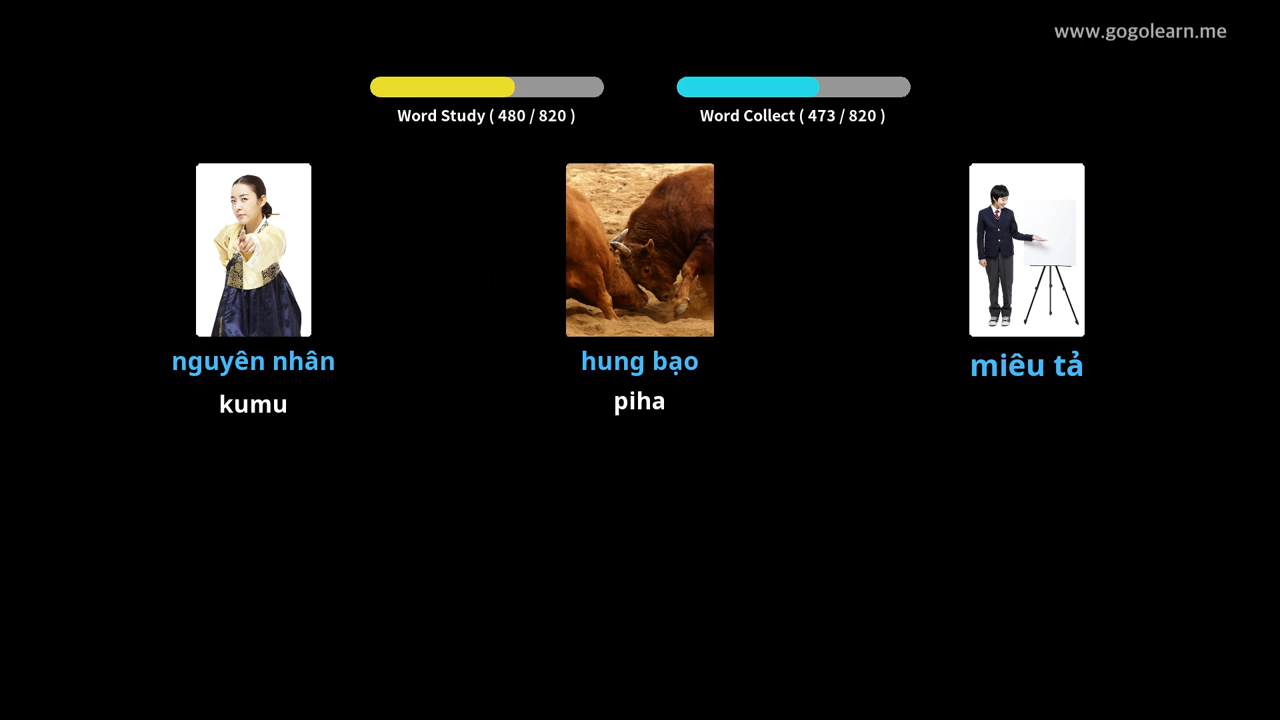 www.gogolearn.me
Word Study ( 480 / 820 )
Word Collect ( 473 / 820 )
nguyên nhân
hung bạo
miêu tả
kumu
piha